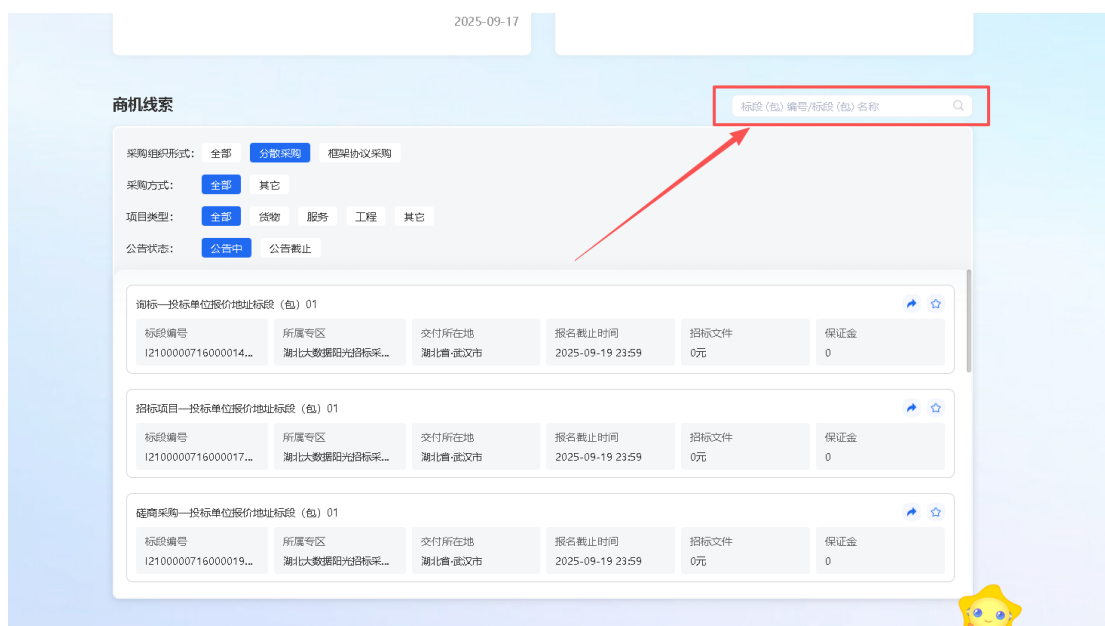 2025-09-17
商机线索
标段 (包) 编号/标段 (包) 名称
采购组织形式: 全部 分散采购 框架协议采购
采购方式: 全部 其它
项目类型: 全部 货物 服务 工程 其它
公告状态: 公告中 公告截止
询标—投标单位报价地址标段（包）01
标段编号 所属专区 交付所在地 报名截止时间 招标文件 保证金
I2100000716000014... 湖北大数据阳光招标采... 湖北省·武汉市 2025-09-19 23:59 0元 0
招标项目—投标单位报价地址标段（包）01
标段编号 所属专区 交付所在地 报名截止时间 招标文件 保证金
I2100000716000017... 湖北大数据阳光招标采... 湖北省·武汉市 2025-09-19 23:59 0元 0
磋商采购—投标单位报价地址标段（包）01
标段编号 所属专区 交付所在地 报名截止时间 招标文件 保证金
I2100000716000019... 湖北大数据阳光招标采... 湖北省·武汉市 2025-09-19 23:59 0元 0